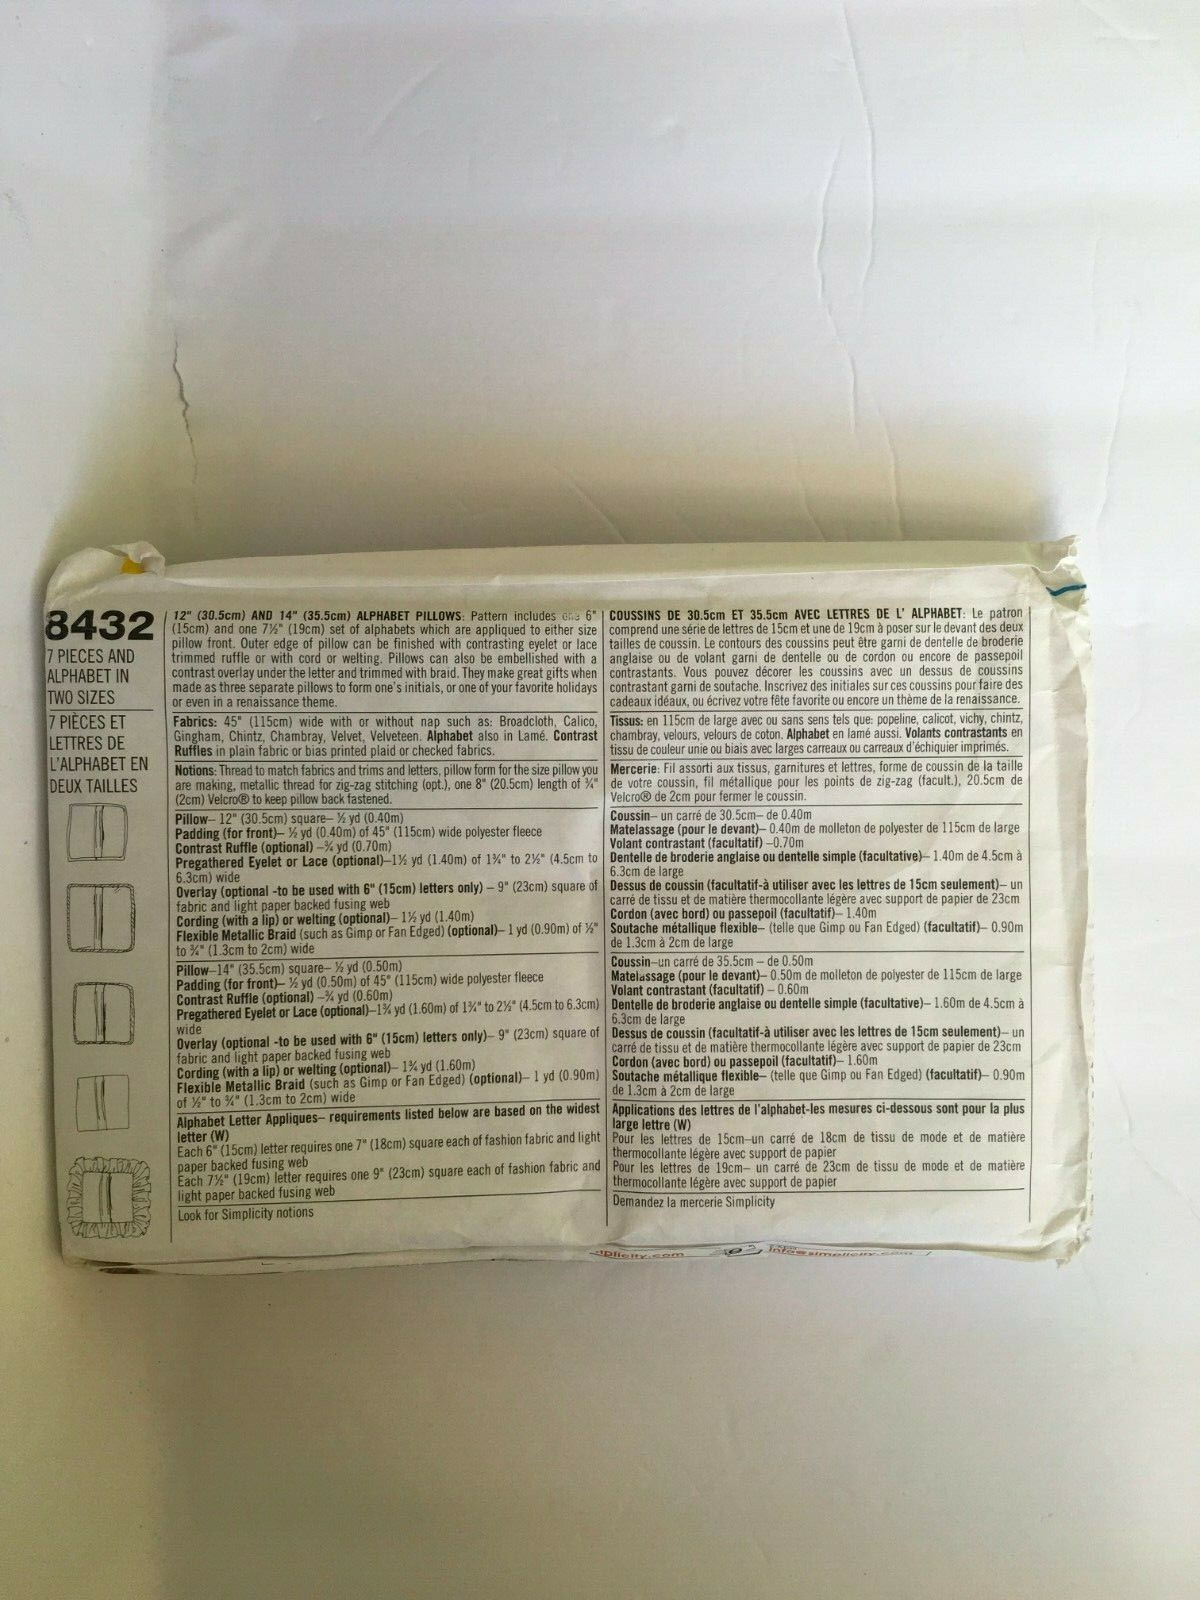 8432
7 PIECES AND
ALPHABET IN
TWO SIZES
7 PIÈCES ET
LETTRES DE
L'ALPHABET EN
DEUX TAILLES
12" (30.5cm) AND 14" (35.5cm) ALPHABET PILLOWS: Pattern includes one 6"
(15cm) and one 7½" (19cm) set of alphabets which are appliqued to either size
pillow front. Outer edge of pillow can be finished with contrasting eyelet or lace
trimmed ruffle or with cord or welting. Pillows can also be embellished with a
contrast overlay under the letter and trimmed with braid. They make great gifts when
made as three separate pillows to form one's initials, or one of your favorite holidays
or even in a renaissance theme.
Fabrics: 45" (115cm) wide with or without nap such as: Broadcloth, Calico,
Gingham, Chintz, Chambray, Velvet, Velveteen. Alphabet also in Lamé. Contrast
Ruffles in plain fabric or bias printed plaid or checked fabrics.
Notions: Thread to match fabrics and trims and letters, pillow form for the size pillow you
are making, metallic thread for zig-zag stitching (opt.), one 8" (20.5cm) length of ¾"
(2cm) Velcro® to keep pillow back fastened.
Pillow– 12" (30.5cm) square– ½ yd (0.40m)
Padding (for front)– ½ yd (0.40m) of 45" (115cm) wide polyester fleece
Contrast Ruffle (optional) –¾ yd (0.70m)
Pregathered Eyelet or Lace (optional)–1½ yd (1.40m) of 1¾" to 2½" (4.5cm to
6.3cm) wide
Overlay (optional -to be used with 6" (15cm) letters only) – 9" (23cm) square of
fabric and light paper backed fusing web
Cording (with a lip) or welting (optional)– 1½ yd (1.40m)
Flexible Metallic Braid (such as Gimp or Fan Edged) (optional)– 1 yd (0.90m) of ½"
to ¾" (1.3cm to 2cm) wide
Pillow–14" (35.5cm) square– ½ yd (0.50m)
Padding (for front)– ½ yd (0.50m) of 45" (115cm) wide polyester fleece
Contrast Ruffle (optional) –¾ yd (0.60m)
Pregathered Eyelet or Lace (optional)–1¾ yd (1.60m) of 1¾" to 2½" (4.5cm to 6.3cm)
wide
Overlay (optional -to be used with 6" (15cm) letters only)– 9" (23cm) square of
fabric and light paper backed fusing web
Cording (with a lip) or welting (optional)– 1¾ yd (1.60m)
Flexible Metallic Braid (such as Gimp or Fan Edged) (optional)– 1 yd (0.90m)
of ½" to ¾" (1.3cm to 2cm) wide
Alphabet Letter Appliques– requirements listed below are based on the widest
letter (W)
Each 6" (15cm) letter requires one 7" (18cm) square each of fashion fabric and light
paper backed fusing web
Each 7½" (19cm) letter requires one 9" (23cm) square each of fashion fabric and
light paper backed fusing web
Look for Simplicity notions
COUSSINS DE 30.5cm ET 35.5cm AVEC LETTRES DE L' ALPHABET: Le patron
comprend une série de lettres de 15cm et une de 19cm à poser sur le devant des deux
tailles de coussin. Le contours des coussins peut être garni de dentelle de broderie
anglaise ou de volant garni de dentelle ou de cordon ou encore de passepoil
contrastants. Vous pouvez décorer les coussins avec un dessus de coussins
contrastant garni de soutache. Inscrivez des initiales sur ces coussins pour faire des
cadeaux idéaux, ou écrivez votre fête favorite ou encore un thème de la renaissance.
Tissus: en 115cm de large avec ou sans sens tels que: popeline, calicot, vichy, chintz,
chambray, velours, velours de coton. Alphabet en lamé aussi. Volants contrastants en
tissu de couleur unie ou biais avec larges carreaux ou carreaux d'échiquier imprimés.
Mercerie: Fil assorti aux tissus, garnitures et lettres, forme de coussin de la taille
de votre coussin, fil métallique pour les points de zig-zag (facult.), 20.5cm de
Velcro® de 2cm pour fermer le coussin.
Coussin– un carré de 30.5cm– de 0.40m
Matelassage (pour le devant)– 0.40m de molleton de polyester de 115cm de large
Volant contrastant (facultatif) –0.70m
Dentelle de broderie anglaise ou dentelle simple (facultative)– 1.40m de 4.5cm à
6.3cm de large
Dessus de coussin (facultatif-à utiliser avec les lettres de 15cm seulement)– un
carré de tissu et de matière thermocollante légère avec support de papier de 23cm
Cordon (avec bord) ou passepoil (facultatif)– 1.40m
Soutache métallique flexible– (telle que Gimp ou Fan Edged) (facultatif)– 0.90m
de 1.3cm à 2cm de large
Coussin–un carré de 35.5cm – de 0.50m
Matelassage (pour le devant)– 0.50m de molleton de polyester de 115cm de large
Volant contrastant (facultatif) – 0.60m
Dentelle de broderie anglaise ou dentelle simple (facultative)– 1.60m de 4.5cm à
6.3cm de large
Dessus de coussin (facultatif-à utiliser avec les lettres de 15cm seulement)– un
carré de tissu et de matière thermocollante légère avec support de papier de 23cm
Cordon (avec bord) ou passepoil (facultatif)– 1.60m
Soutache métallique flexible– (telle que Gimp ou Fan Edged) (facultatif)– 0.90m
de 1.3cm à 2cm de large
Applications des lettres de l'alphabet-les mesures ci-dessous sont pour la plus
large lettre (W)
Pour les lettres de 15cm–un carré de 18cm de tissu de mode et de matière
thermocollante légère avec support de papier
Pour les lettres de 19cm– un carré de 23cm de tissu de mode et de matière
thermocollante légère avec support de papier
Demandez la mercerie Simplicity
plicity.com
info@simplicity.com